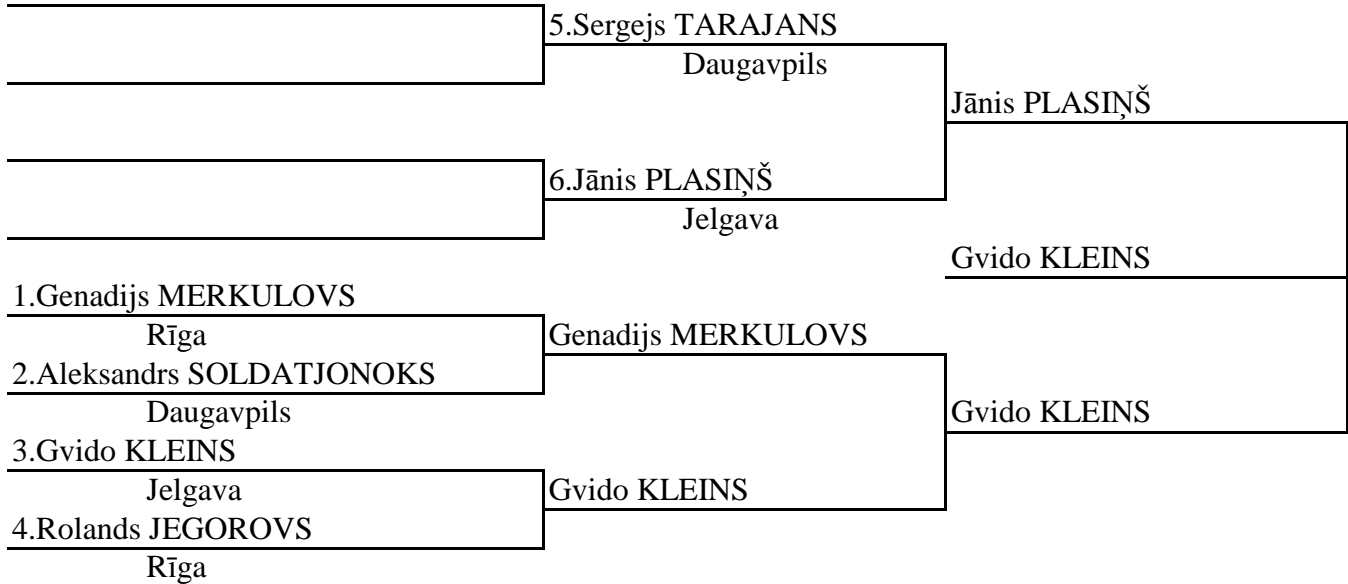 5.Sergejs TARAJANS
Daugavpils
Jānis PLASIŅŠ
6.Jānis PLASIŅŠ
Jelgava
Gvido KLEINS
1.Genadijs MERKULOVS
Rīga
Genadijs MERKULOVS
2.Aleksandrs SOLDATJONOKS
Daugavpils
Gvido KLEINS
3.Gvido KLEINS
Jelgava
Gvido KLEINS
4.Rolands JEGOROVS
Rīga